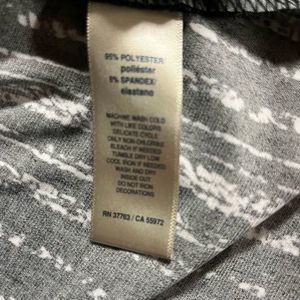 95% POLYESTER
poliéster
5% SPANDEX
elastano
MACHINE WASH COLD
WITH LIKE COLORS
DELICATE CYCLE
ONLY NON-CHLORINE
BLEACH IF NEEDED
TUMBLE DRY LOW
COOL IRON IF NEEDED
WASH AND DRY
INSIDE OUT
DO NOT IRON
DECORATIONS
RN 37763 / CA 55972